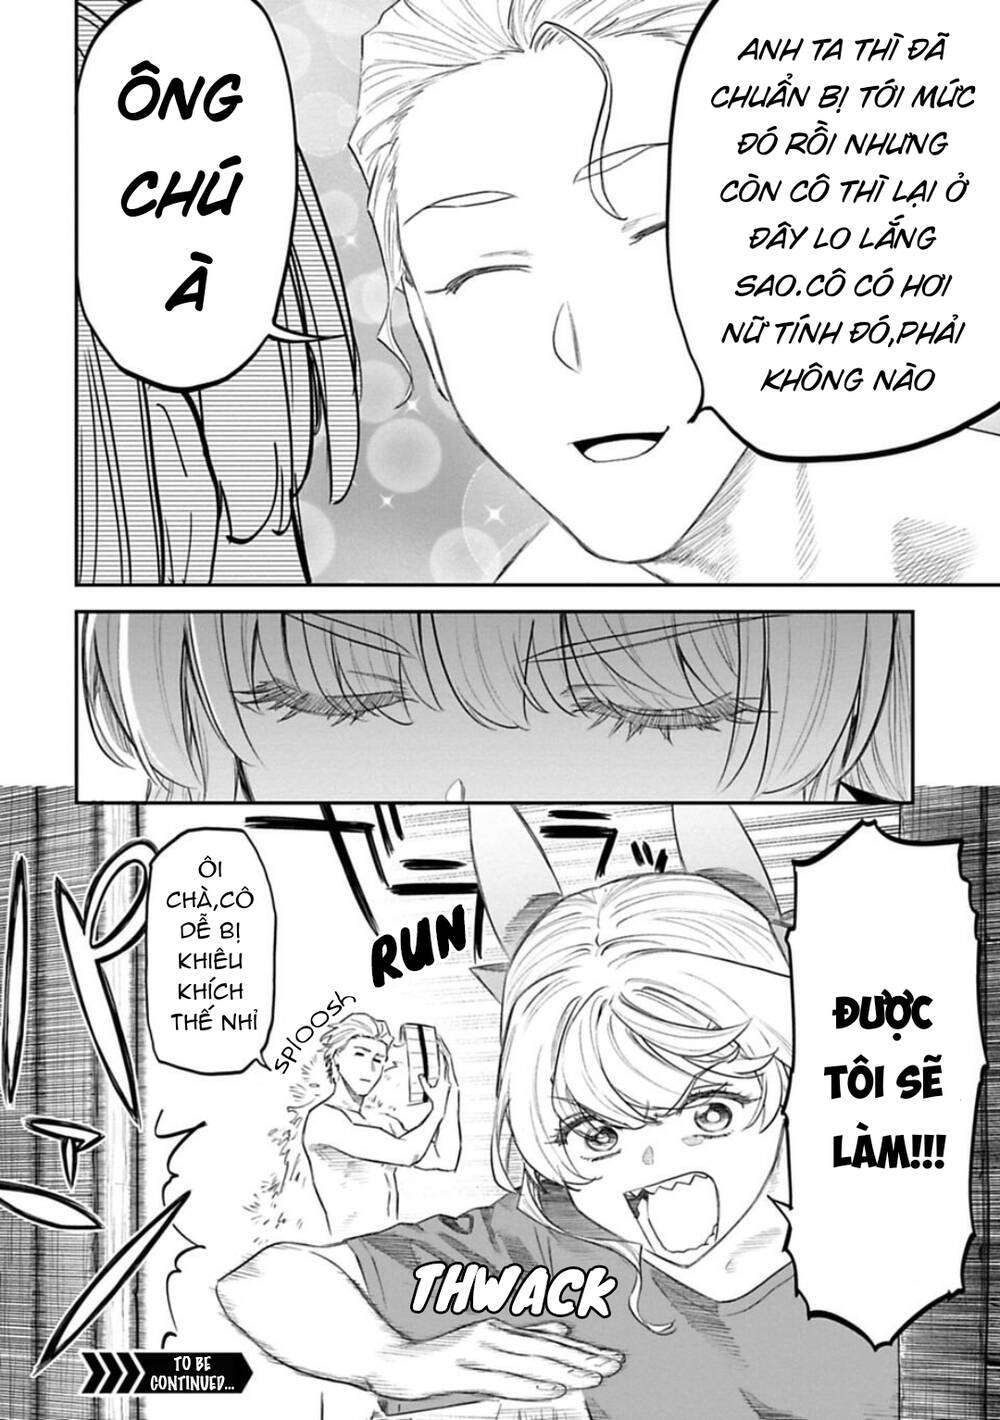 ANH TA THÌ ĐÃ
CHUẨN BỊ TỚI MỨC
ĐÓ RỒI NHƯNG
CÒN CÔ THÌ LẠI Ở
ĐÂY LO LẮNG
SAO.CÔ CÓ HƠI
NỮ TÍNH ĐÓ,PHẢI
KHÔNG NÀO
ÔNG
CHÚ
À
ĐƯỢC
TÔI SẼ
LÀM!!!
RUN
sploosh
ÔI
CHÀ,CÔ
DỄ BỊ
KHIÊU
KHÍCH
THẾ NHỈ
THWACK
TO BE
CONTINUED...